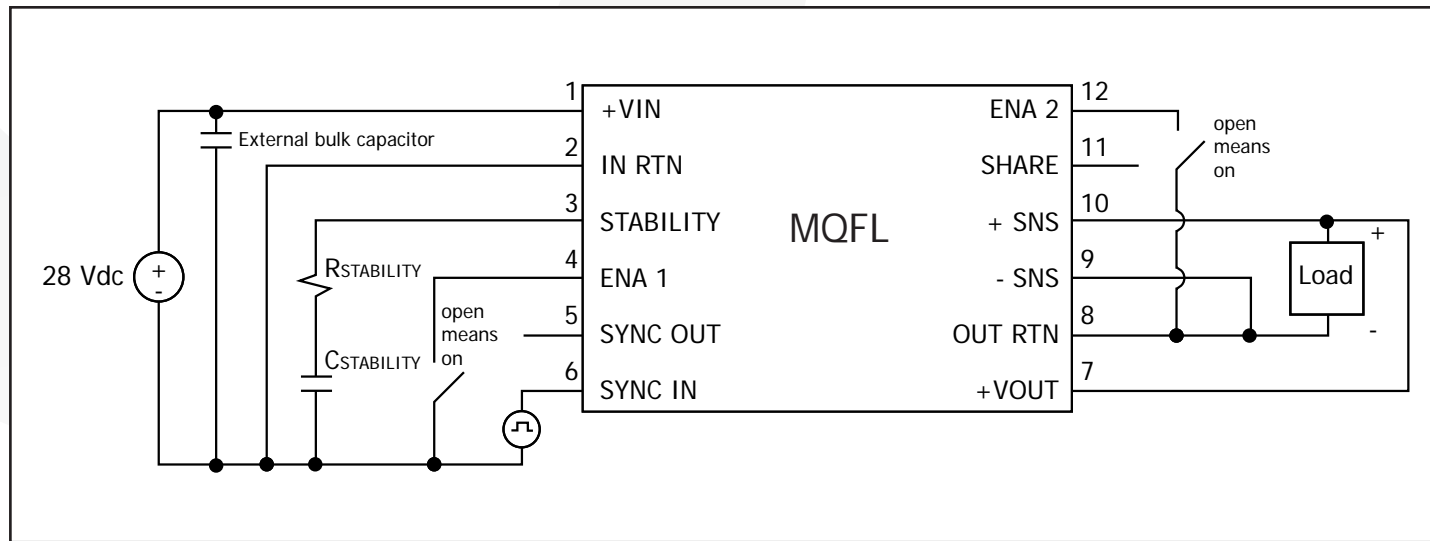 1
+VIN
External bulk capacitor
2
IN RTN
3
STABILITY
28 Vdc
+
-
RSTABILITY
CSTABILITY
4
ENA 1
open
means
on
5
SYNC OUT
6
SYNC IN
MQFL
12
ENA 2
open
means
on
11
SHARE
10
+ SNS
9
- SNS
8
OUT RTN
7
+VOUT
+
Load
-